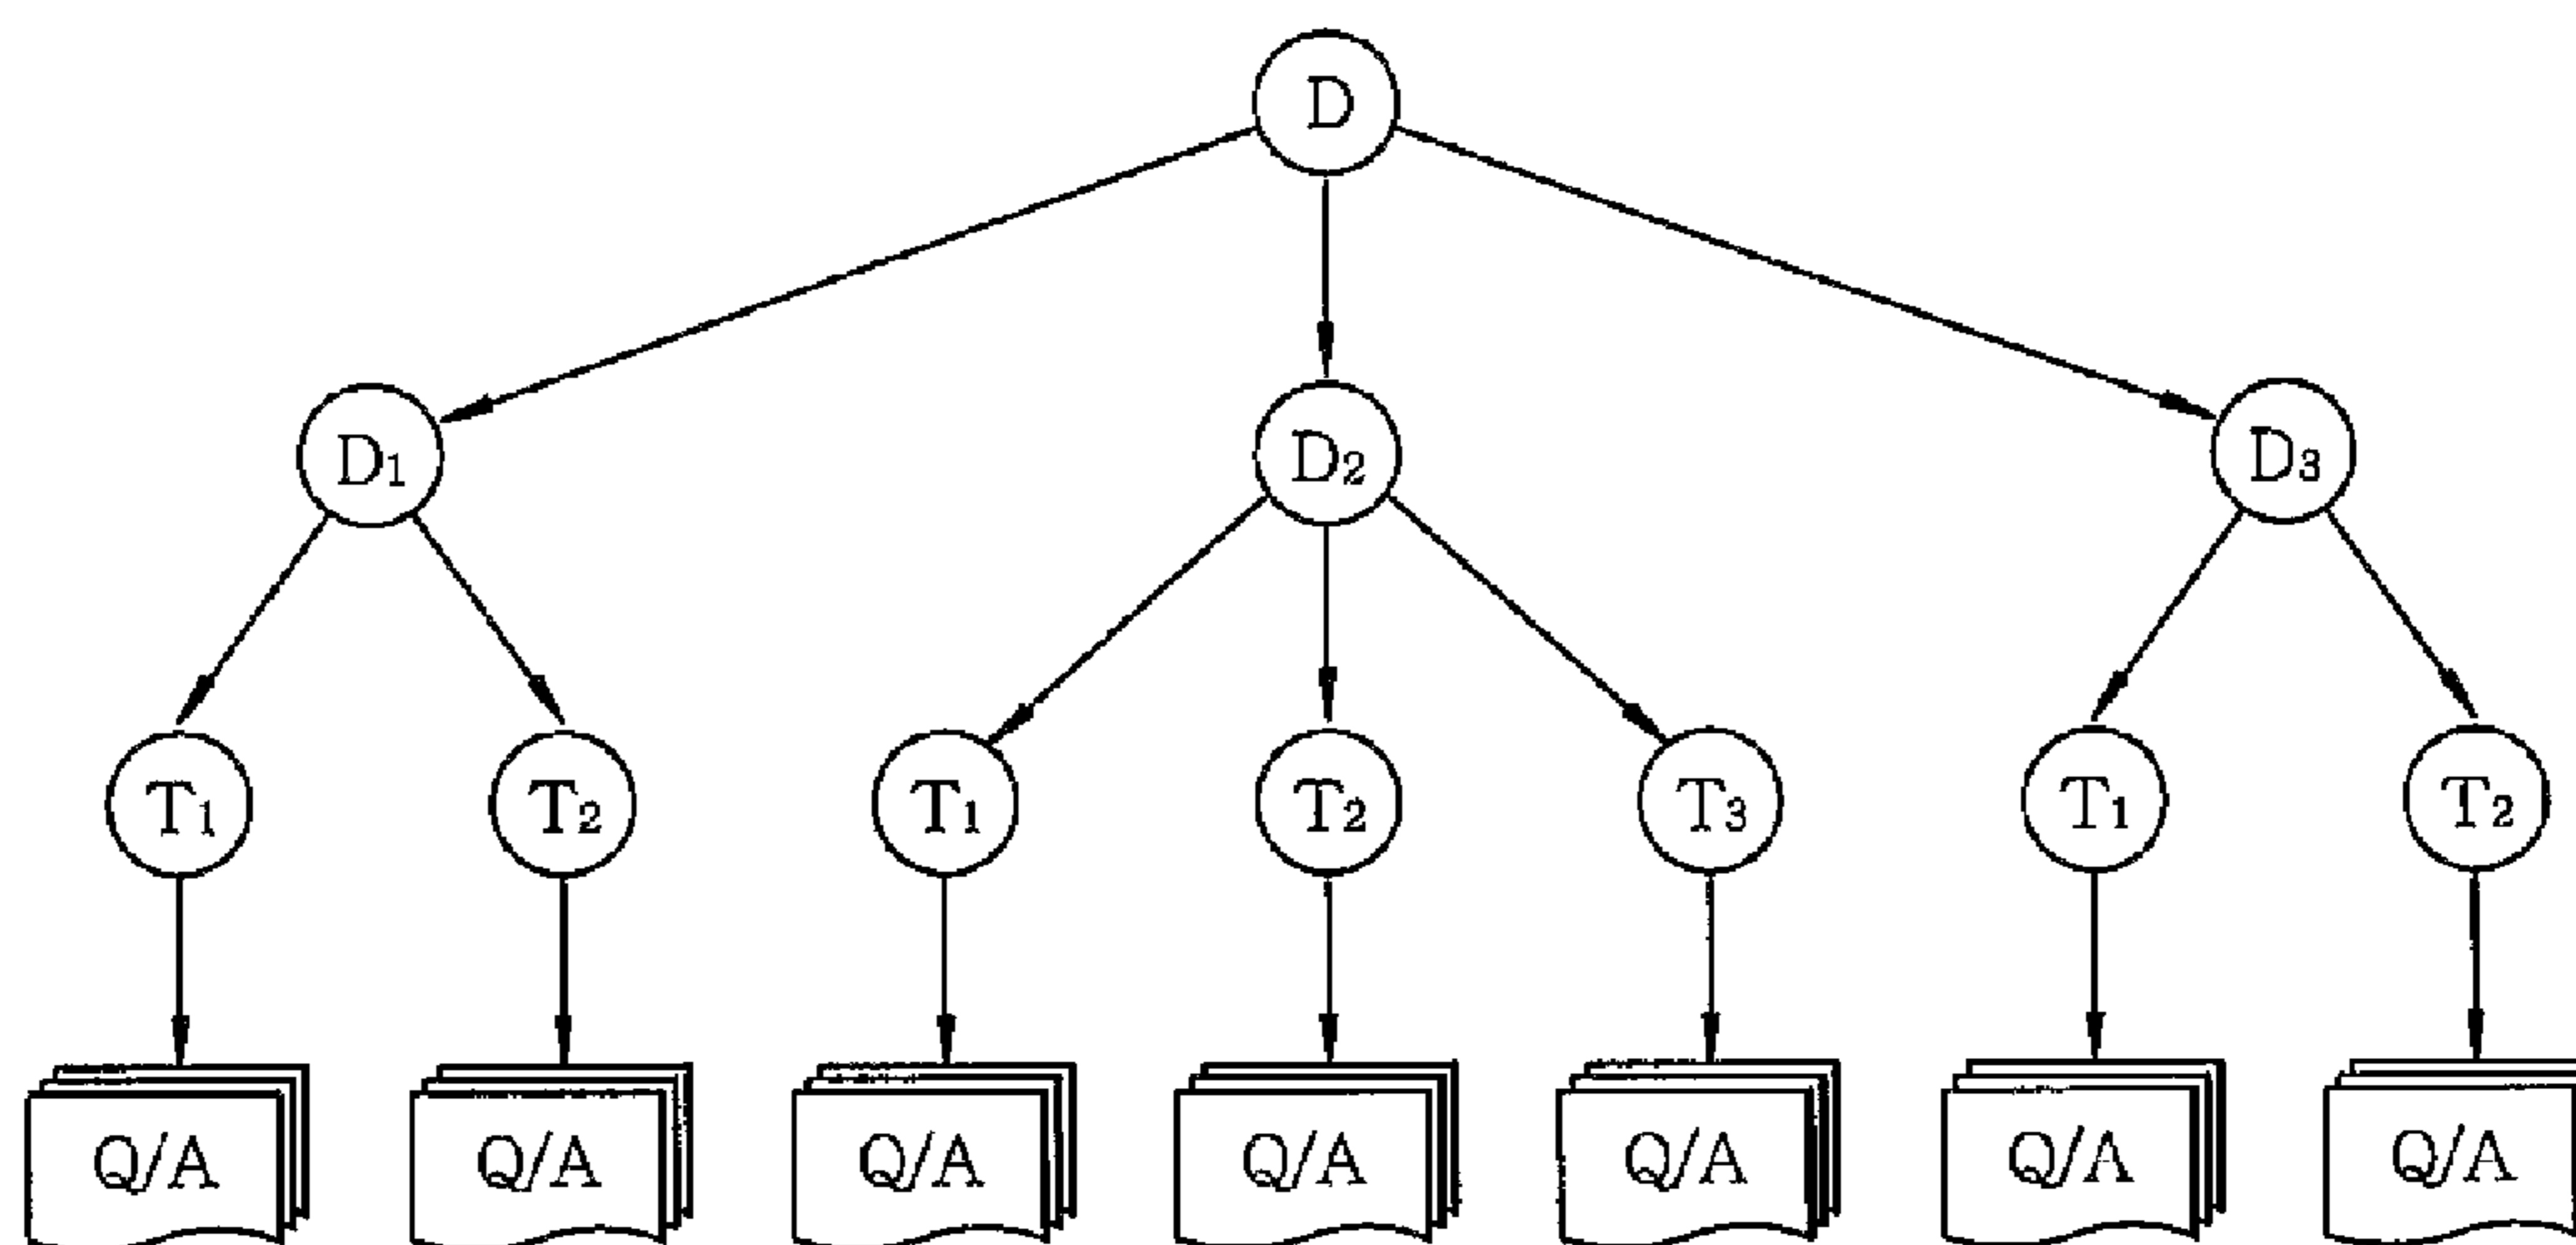 D
D₁ D₂ D₃
T₁ T₂ T₁ T₂ T₃ T₁ T₂
Q/A Q/A Q/A Q/A Q/A Q/A Q/A